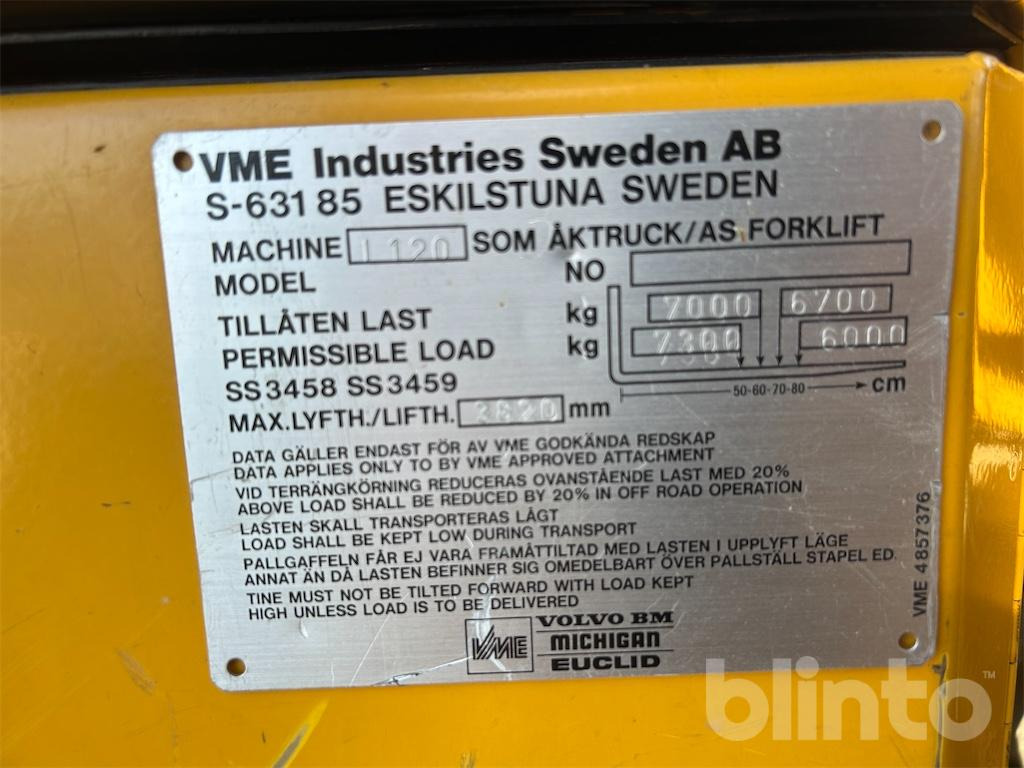 VME Industries Sweden AB
S-631 85 ESKILSTUNA SWEDEN
MACHINE L 120 SOM ÅKTRUCK/AS FORKLIFT
MODEL NO
TILLÅTEN LAST kg 7000 6700
PERMISSIBLE LOAD kg 7300 6000
SS3458 SS3459 50-60-70-80 cm
MAX.LYFTH./LIFTH. mm
DATA GÄLLER ENDAST FÖR AV VME GODKÄNDA REDSKAP
DATA APPLIES ONLY TO BY VME APPROVED ATTACHMENT
VID TERRÄNGKÖRNING REDUCERAS OVANSTÅENDE LAST MED 20%
ABOVE LOAD SHALL BE REDUCED BY 20% IN OFF ROAD OPERATION
LASTEN SKALL TRANSPORTERAS LÅGT
LOAD SHALL BE KEPT LOW DURING TRANSPORT
PALLGAFFELN FÅR EJ VARA FRAMÅTTILTAD MED LASTEN I UPPLYFT LÄGE
ANNAT ÄN DÅ LASTEN BEFINNER SIG OMEDELBART ÖVER PALLSTÄLL STAPEL ED.
TINE MUST NOT BE TILTED FORWARD WITH LOAD KEPT
HIGH UNLESS LOAD IS TO BE DELIVERED
VME 4857376
VME
VOLVO BM
MICHIGAN
EUCLID
blinto™